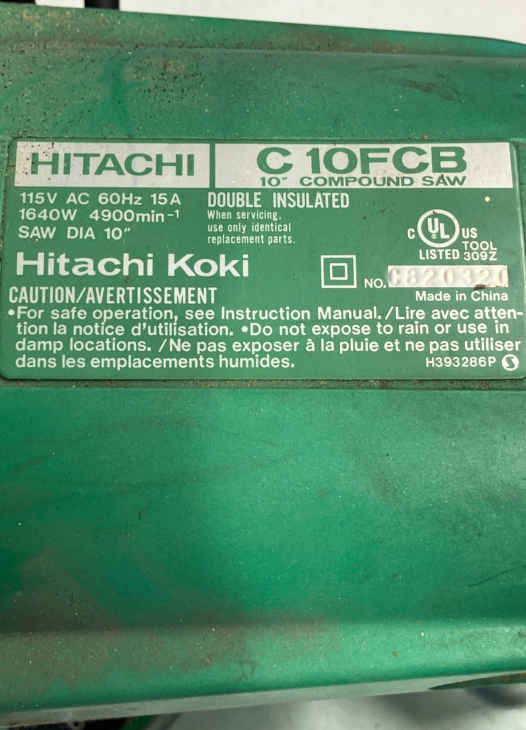 HITACHI
C 10FCB
10" COMPOUND SAW
115V AC 60Hz 15A
1640W 4900min-1
SAW DIA 10"
DOUBLE INSULATED
When servicing,
use only identical
replacement parts.
C UL US
LISTED TOOL 309Z
Hitachi Koki
NO.
Made in China
CAUTION/AVERTISSEMENT
•For safe operation, see Instruction Manual./Lire avec atten-
tion la notice d'utilisation. •Do not expose to rain or use in
damp locations. /Ne pas exposer à la pluie et ne pas utiliser
dans les emplacements humides.
H393286P S